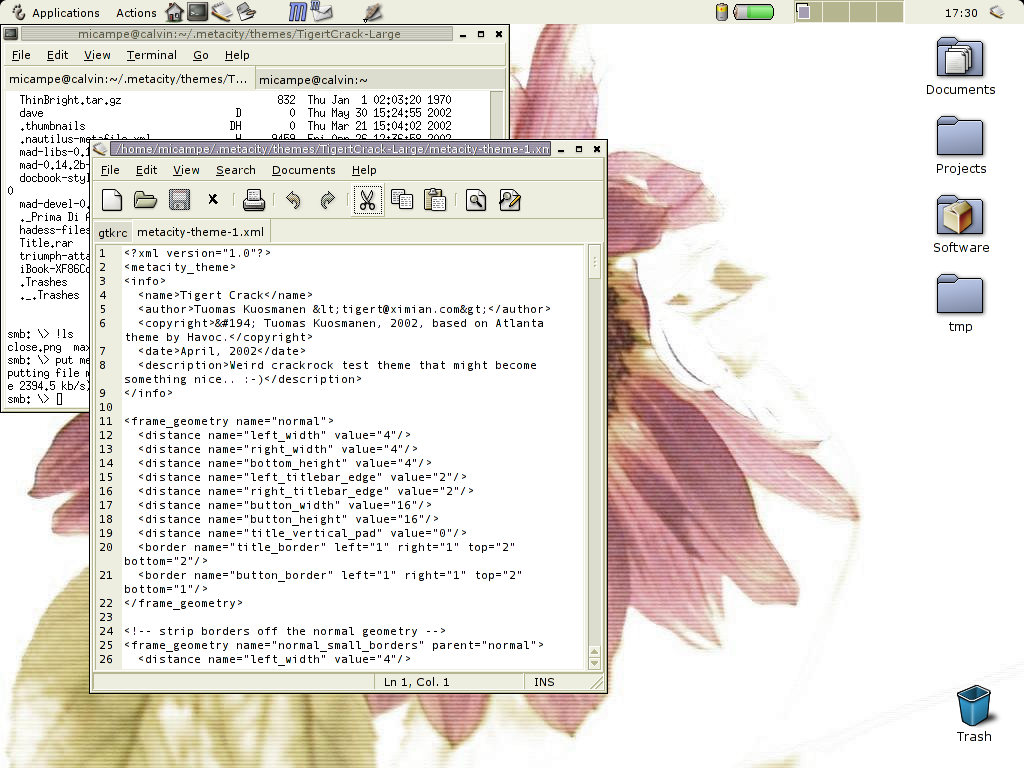 Applications Actions 17:30
micampe@calvin:~/.metacity/themes/TigertCrack-Large
File Edit View Terminal Go Help
micampe@calvin:~/.metacity/themes/T... micampe@calvin:~
ThinBright.tar.gz 832 Thu Jan 1 02:03:20 1970
dave D 0 Thu May 30 15:24:55 2002
.thumbnails DH 0 Thu Mar 21 15:04:02 2002
.nautilus-metafile.xml H 9459 Fri Apr 26 12:36:58 2002
mad-libs-0.1
mad-0.14.2b-
docbook-styl
0
mad-devel-0.
._Prima Di A
hadess-files
Title.rar
triumph-atta
iBook-XF86Co
.Trashes
._.Trashes
smb: \> !ls
close.png max
smb: \> put me
putting file m
e 2394.5 kb/s)
smb: \>
/home/micampe/.metacity/themes/TigertCrack-Large/metacity-theme-1.xm
File Edit View Search Documents Help
gtkrc metacity-theme-1.xml
1 <?xml version="1.0"?>
2 <metacity_theme>
3 <info>
4 <name>Tigert Crack</name>
5 <author>Tuomas Kuosmanen &lt;tigert@ximian.com&gt;</author>
6 <copyright>&#194; Tuomas Kuosmanen, 2002, based on Atlanta
theme by Havoc.</copyright>
7 <date>April, 2002</date>
8 <description>Weird crackrock test theme that might become
something nice.. :-)</description>
9 </info>
10
11 <frame_geometry name="normal">
12 <distance name="left_width" value="4"/>
13 <distance name="right_width" value="4"/>
14 <distance name="bottom_height" value="4"/>
15 <distance name="left_titlebar_edge" value="2"/>
16 <distance name="right_titlebar_edge" value="2"/>
17 <distance name="button_width" value="16"/>
18 <distance name="button_height" value="16"/>
19 <distance name="title_vertical_pad" value="0"/>
20 <border name="title_border" left="1" right="1" top="2"
bottom="2"/>
21 <border name="button_border" left="1" right="1" top="2"
bottom="1"/>
22 </frame_geometry>
23
24 <!-- strip borders off the normal geometry -->
25 <frame_geometry name="normal_small_borders" parent="normal">
26 <distance name="left_width" value="4"/>
Ln 1, Col. 1 INS
Documents
Projects
Software
tmp
Trash